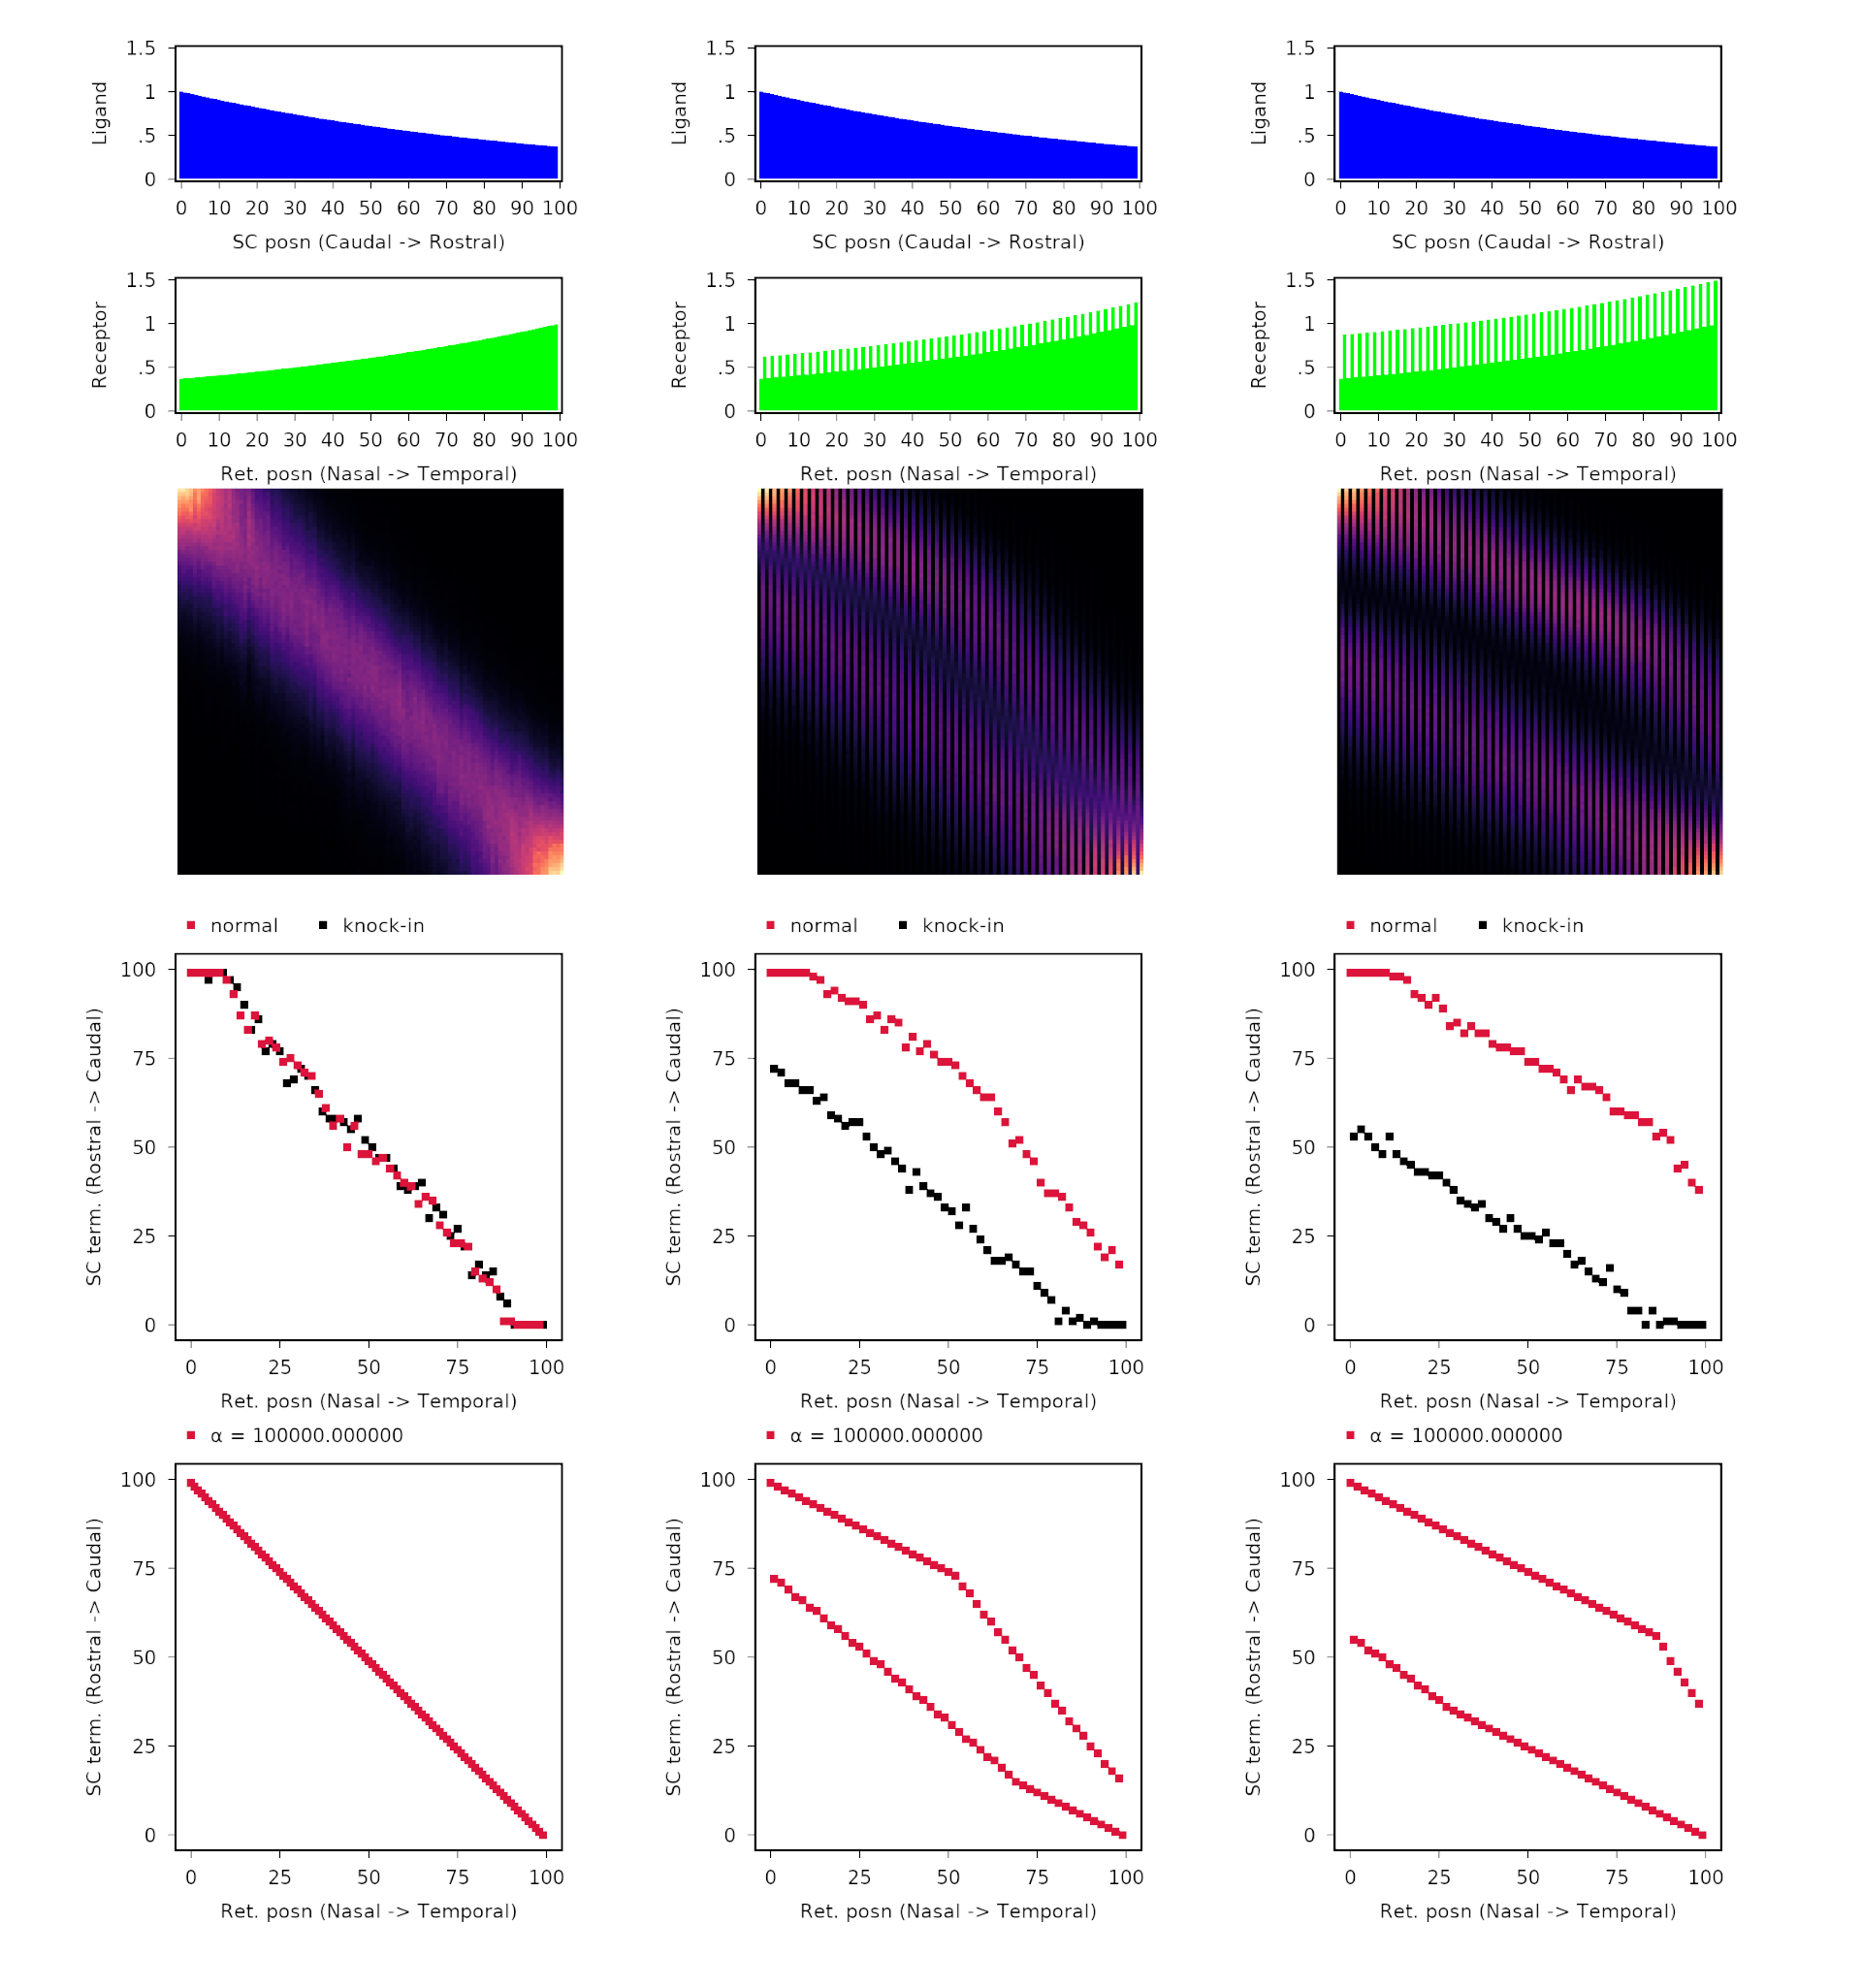 1.5 1.5 1.5
Ligand Ligand Ligand
1 1 1
.5 .5 .5
0 0 0
0 10 20 30 40 50 60 70 80 90 100 0 10 20 30 40 50 60 70 80 90 100 0 10 20 30 40 50 60 70 80 90 100
SC posn (Caudal -> Rostral) SC posn (Caudal -> Rostral) SC posn (Caudal -> Rostral)
1.5 1.5 1.5
Receptor Receptor Receptor
1 1 1
.5 .5 .5
0 0 0
0 10 20 30 40 50 60 70 80 90 100 0 10 20 30 40 50 60 70 80 90 100 0 10 20 30 40 50 60 70 80 90 100
Ret. posn (Nasal -> Temporal) Ret. posn (Nasal -> Temporal) Ret. posn (Nasal -> Temporal)
normal knock-in normal knock-in normal knock-in
SC term. (Rostral -> Caudal) SC term. (Rostral -> Caudal) SC term. (Rostral -> Caudal)
100 100 100
75 75 75
50 50 50
25 25 25
0 0 0
0 25 50 75 100 0 25 50 75 100 0 25 50 75 100
Ret. posn (Nasal -> Temporal) Ret. posn (Nasal -> Temporal) Ret. posn (Nasal -> Temporal)
α = 100000.000000 α = 100000.000000 α = 100000.000000
SC term. (Rostral -> Caudal) SC term. (Rostral -> Caudal) SC term. (Rostral -> Caudal)
100 100 100
75 75 75
50 50 50
25 25 25
0 0 0
0 25 50 75 100 0 25 50 75 100 0 25 50 75 100
Ret. posn (Nasal -> Temporal) Ret. posn (Nasal -> Temporal) Ret. posn (Nasal -> Temporal)